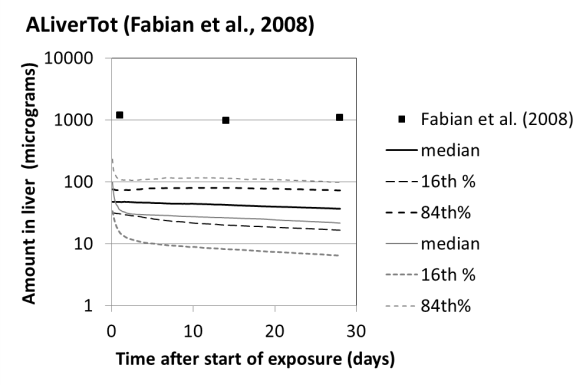 ALiverTot (Fabian et al., 2008)
Amount in liver (micrograms)
10000
1000
100
10
1
0
10
20
30
Time after start of exposure (days)
Fabian et al. (2008)
median
16th %
84th%
median
16th %
84th%